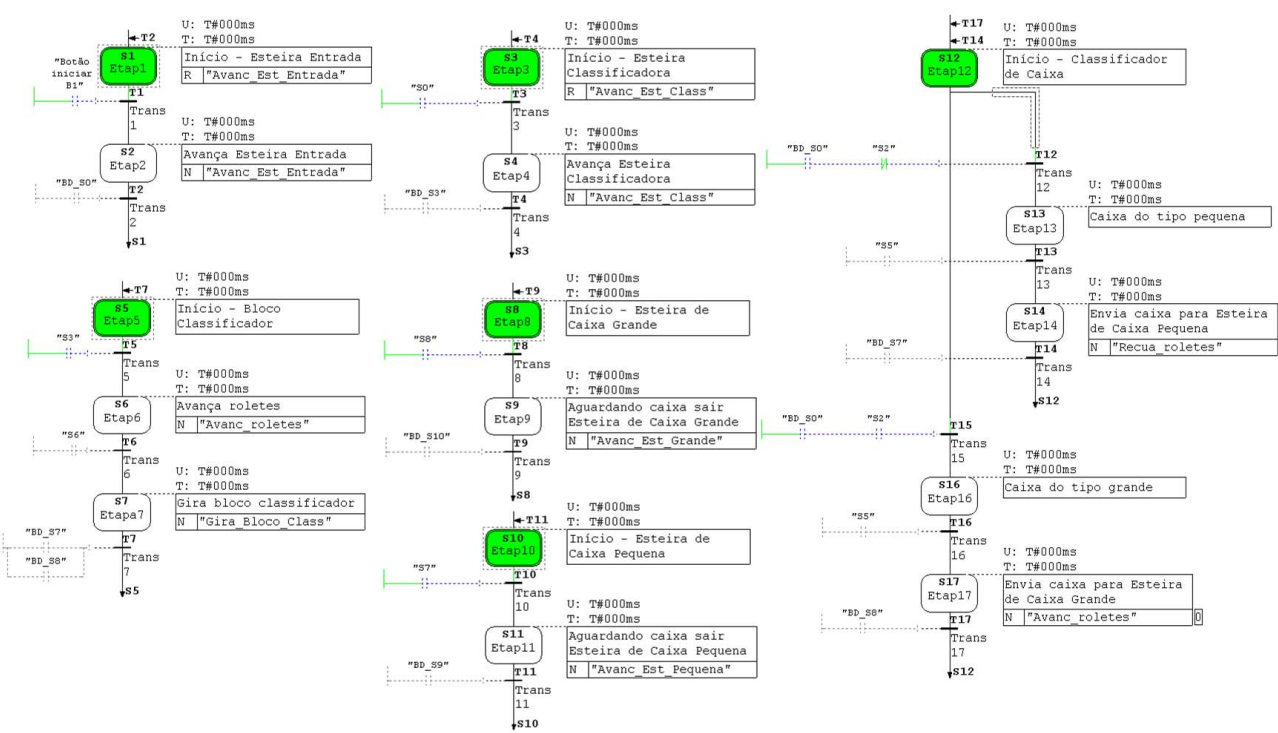 T2
U: T#000ms
T: T#000ms
S1
Etap1
Início - Esteira Entrada
R "Avanc_Est_Entrada"
"Botão
iniciar
B1"
T1
Trans
1
U: T#000ms
T: T#000ms
S2
Etap2
Avança Esteira Entrada
N "Avanc_Est_Entrada"
"BD_S0"
T2
Trans
2
S1
T4
U: T#000ms
T: T#000ms
S3
Etap3
Início - Esteira
Classificadora
R "Avanc_Est_Class"
"S0"
T3
Trans
3
U: T#000ms
T: T#000ms
S4
Etap4
Avança Esteira
Classificadora
N "Avanc_Est_Class"
"BD_S3"
T4
Trans
4
S3
T7
U: T#000ms
T: T#000ms
S5
Etap5
Início - Bloco
Classificador
"S3"
T5
Trans
5
U: T#000ms
T: T#000ms
S6
Etap6
Avança roletes
N "Avanc_roletes"
"S6"
T6
Trans
6
U: T#000ms
T: T#000ms
S7
Etapa7
Gira bloco classificador
N "Gira_Bloco_Class"
"BD_S7"
"BD_S8"
T7
Trans
7
S5
T9
U: T#000ms
T: T#000ms
S8
Etap8
Início - Esteira de
Caixa Grande
"S8"
T8
Trans
8
U: T#000ms
T: T#000ms
S9
Etap9
Aguardando caixa sair
Esteira de Caixa Grande
N "Avanc_Est_Grande"
"BD_S10"
T9
Trans
9
S8
T11
U: T#000ms
T: T#000ms
S10
Etap10
Início - Esteira de
Caixa Pequena
"S7"
T10
Trans
10
U: T#000ms
T: T#000ms
S11
Etap11
Aguardando caixa sair
Esteira de Caixa Pequena
N "Avanc_Est_Pequena"
"BD_S9"
T11
Trans
11
S10
T17
T14
U: T#000ms
T: T#000ms
S12
Etap12
Início - Classificador
de Caixa
"BD_S0" "S2"
T12
Trans
12
U: T#000ms
T: T#000ms
S13
Etap13
Caixa do tipo pequena
"S5"
T13
Trans
13
U: T#000ms
T: T#000ms
S14
Etap14
Envia caixa para Esteira
de Caixa Pequena
N "Recua_roletes"
"BD_S7"
T14
Trans
14
S12
"BD_S0" "S2"
T15
Trans
15
U: T#000ms
T: T#000ms
S16
Etap16
Caixa do tipo grande
"S5"
T16
Trans
16
U: T#000ms
T: T#000ms
S17
Etap17
Envia caixa para Esteira
de Caixa Grande
N "Avanc_roletes"
"BD_S8"
T17
Trans
17
S12